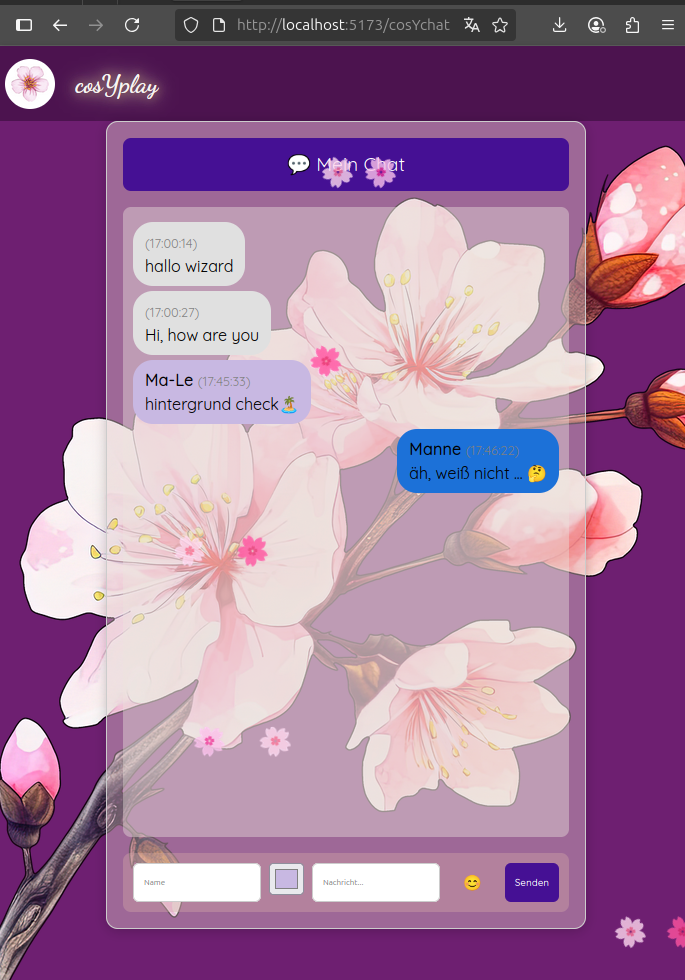 http://localhost:5173/cosYchat
cosYplay
💬 Mein Chat
(17:00:14)
hallo wizard
(17:00:27)
Hi, how are you
Ma-Le (17:45:33)
hintergrund check🏝️
Manne (17:46:22)
äh, weiß nicht ... 🤔
Name
Nachricht...
😊
Senden